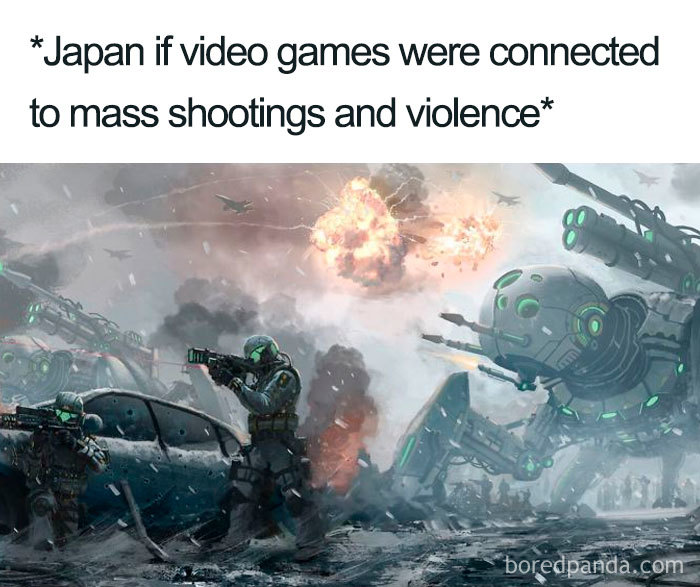 *Japan if video games were connected
to mass shootings and violence*
boredpanda.com